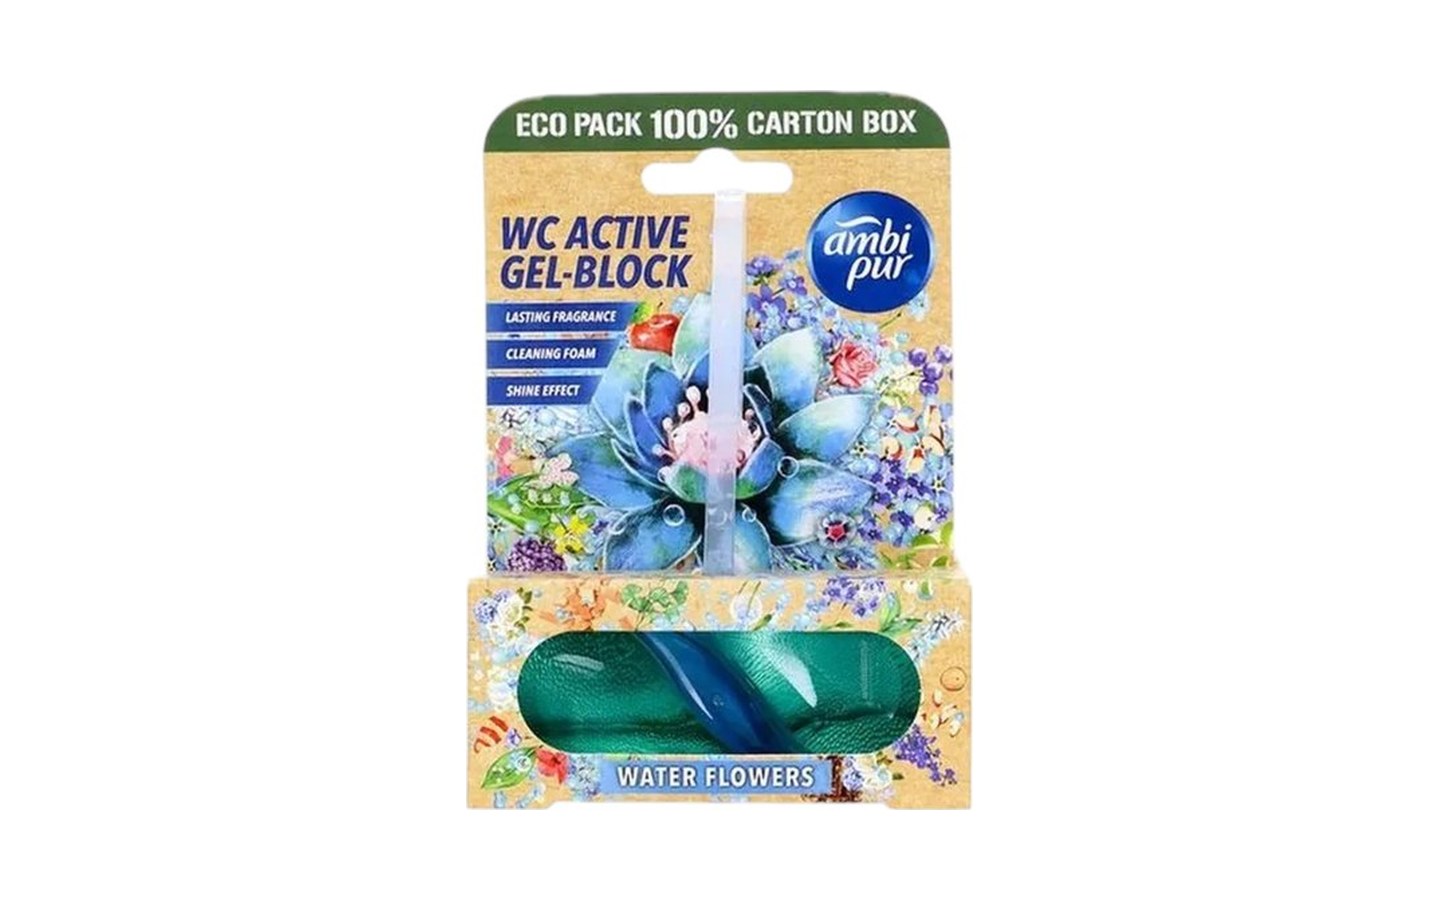 ECO PACK 100% CARTON BOX
WC ACTIVE
GEL-BLOCK
ambi
pur
LASTING FRAGRANCE
CLEANING FOAM
SHINE EFFECT
WATER FLOWERS